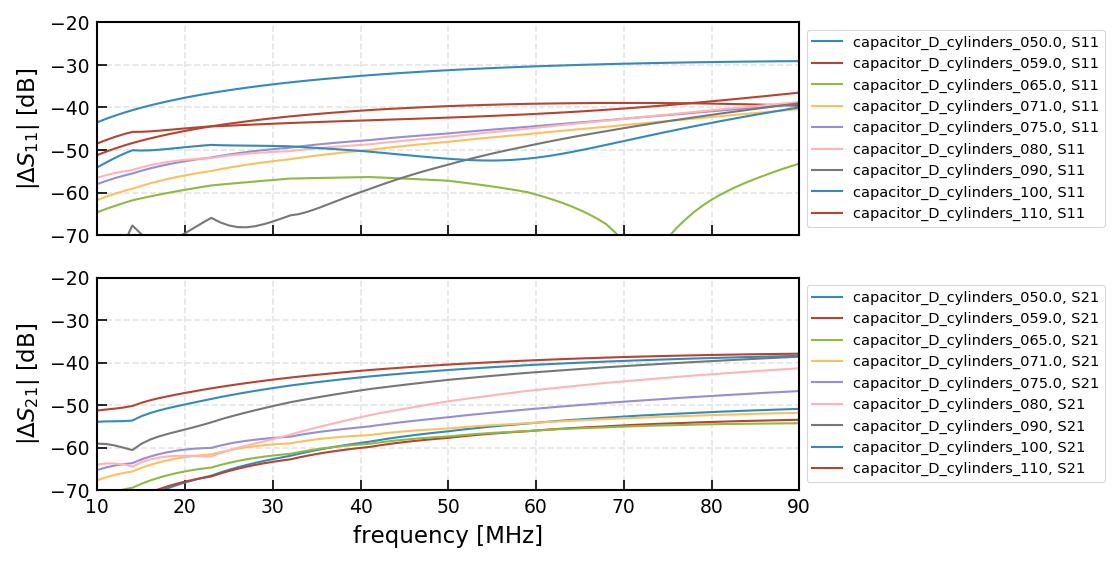 −20
−30
−40
−50
−60
−70
|ΔS11| [dB]
capacitor_D_cylinders_050.0, S11
capacitor_D_cylinders_059.0, S11
capacitor_D_cylinders_065.0, S11
capacitor_D_cylinders_071.0, S11
capacitor_D_cylinders_075.0, S11
capacitor_D_cylinders_080, S11
capacitor_D_cylinders_090, S11
capacitor_D_cylinders_100, S11
capacitor_D_cylinders_110, S11
−20
−30
−40
−50
−60
−70
|ΔS21| [dB]
capacitor_D_cylinders_050.0, S21
capacitor_D_cylinders_059.0, S21
capacitor_D_cylinders_065.0, S21
capacitor_D_cylinders_071.0, S21
capacitor_D_cylinders_075.0, S21
capacitor_D_cylinders_080, S21
capacitor_D_cylinders_090, S21
capacitor_D_cylinders_100, S21
capacitor_D_cylinders_110, S21
10 20 30 40 50 60 70 80 90
frequency [MHz]